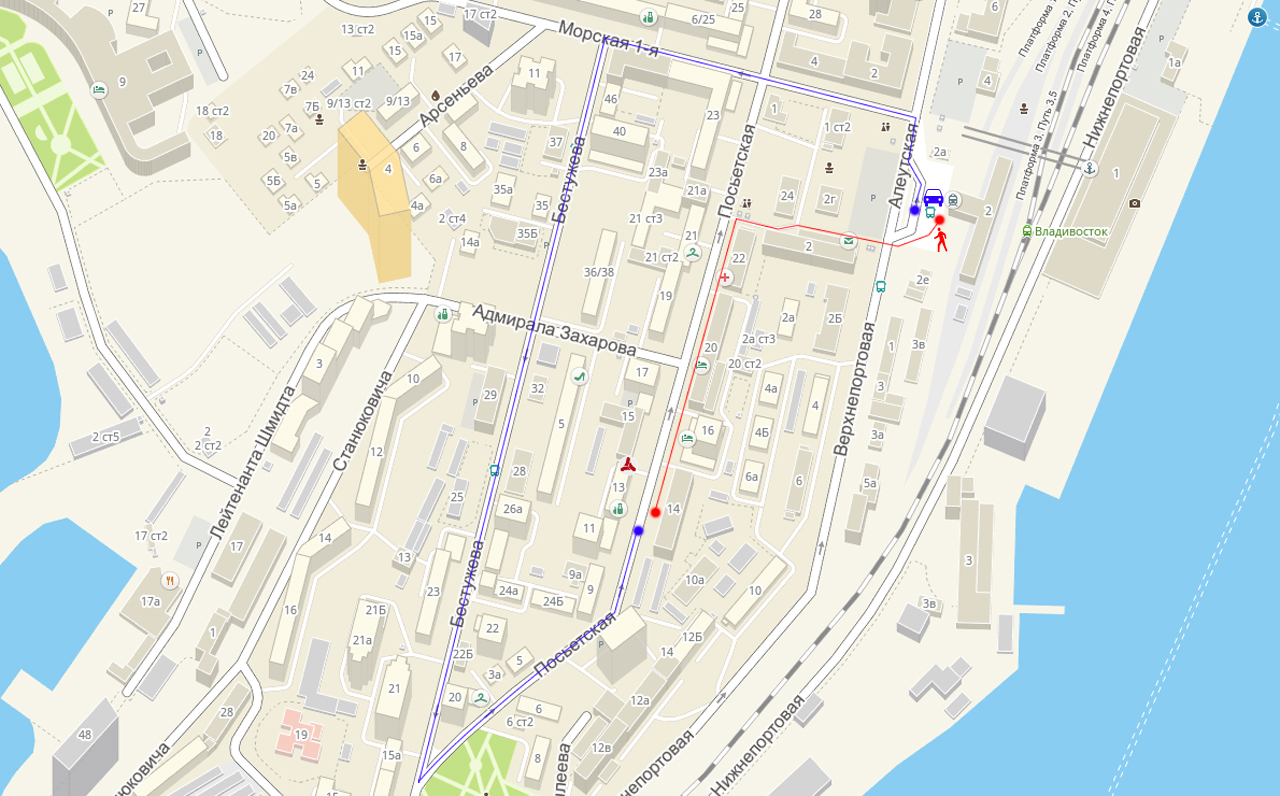 27
17 ст2
15
13 ст2
15а
15
17
6/25
25
28
6
Платформа 2, Пу
Платформа 4, Г
Морская 1-я
9
24
11
7в
7Б
9/13 ст2
9/13
11
4
2
Р
4
1а
Нижнепортовая
18 ст2
18
20
7а
5в
5Б
5
5а
Арсеньева
6
8
4
6а
4а
46
40
37
23
1
1 ст2
2а
Алеутская
Платформа 3, Путь 3,5
1
Бестужева
23а
35а
35
21а
Посьетская
24
2г
Р
2
Владивосток
2 ст4
14а
35Б
21 ст3
21
21 ст2
2
22
36/38
19
2е
Адмирала Захарова
2а
2Б
2а ст3
20
20 ст2
1
3в
3
Верхнепортовая
3
10
29
Р
32
17
5
15
Р
4а
4
4Б
16
3а
Лейтенанта Шмидта
Станюковича
12
2 ст5
2
2 ст2
28
25
26а
13
14
6а
6
5а
11
17 ст2
Р
17
14
13
9а
9
10а
10
3
17а
16
23
24а
24Б
3в
1
21Б
21а
Бестужева
22
22Б
Посьетская
Р
12Б
14
5
3а
21
20
6
6 ст2
12а
28
19
48
15а
8
12в
Нижнепортовая